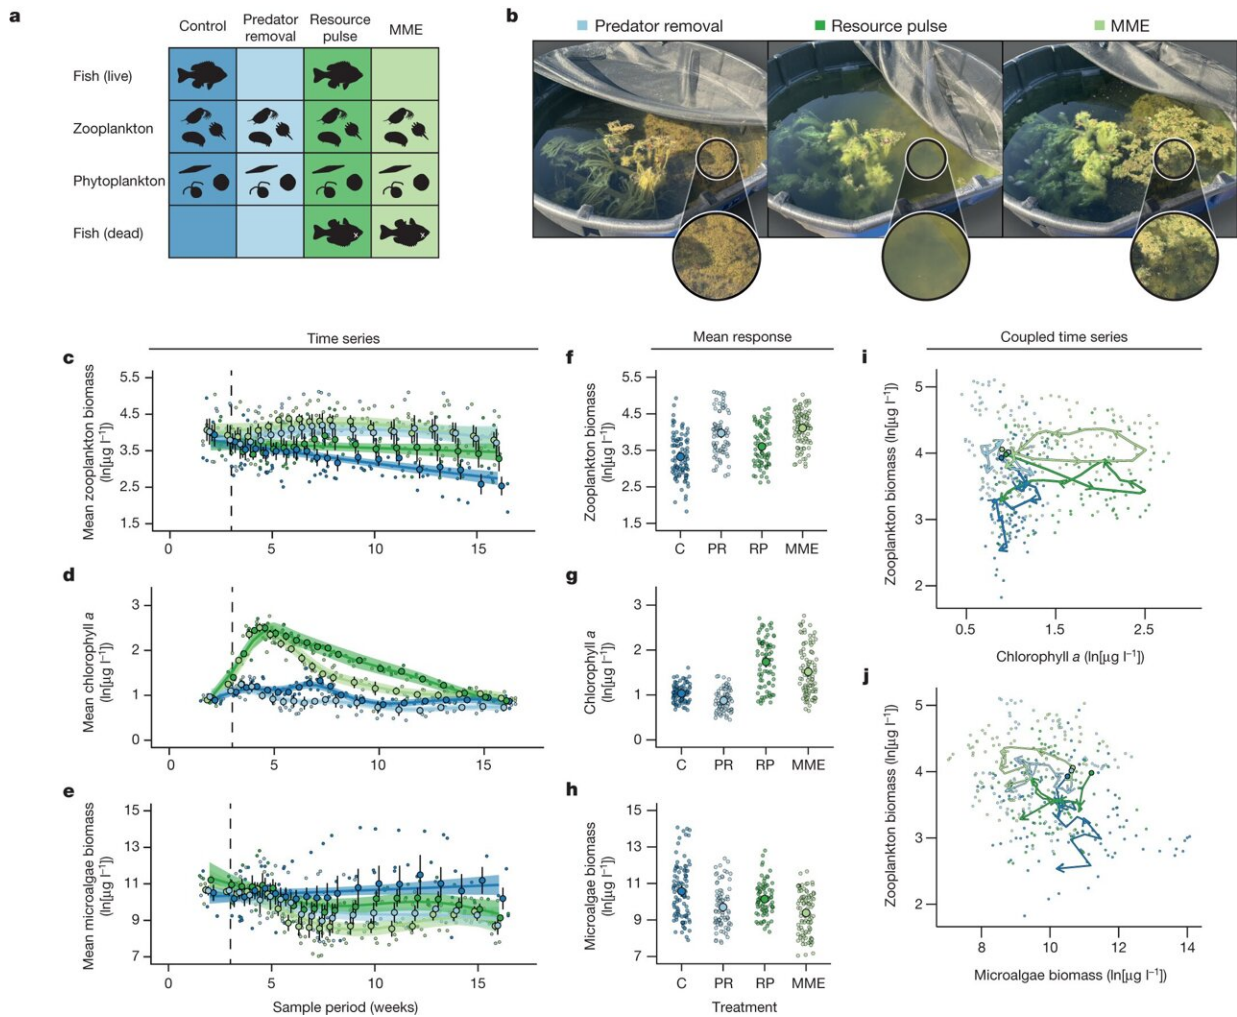 a
Control
Predator
removal
Resource
pulse
MME
Fish (live)
Zooplankton
Phytoplankton
Fish (dead)
b
Predator removal
Resource pulse
MME
Time series
c
Mean zooplankton biomass
(ln[µg l⁻¹])
5.5
4.5
3.5
2.5
1.5
0
5
10
15
d
Mean chlorophyll a
(ln[µg l⁻¹])
3
2
1
0
0
5
10
15
e
Mean microalgae biomass
(ln[µg l⁻¹])
15
13
11
9
7
0
5
10
15
Sample period (weeks)
Mean response
f
Zooplankton biomass
(ln[µg l⁻¹])
5.5
4.5
3.5
2.5
1.5
C
PR
RP
MME
g
Chlorophyll a
(ln[µg l⁻¹])
3
2
1
0
C
PR
RP
MME
h
Microalgae biomass
(ln[µg l⁻¹])
15
13
11
9
7
C
PR
RP
MME
Treatment
Coupled time series
i
Zooplankton biomass (ln[µg l⁻¹])
5
4
3
2
0.5
1.5
2.5
Chlorophyll a (ln[µg l⁻¹])
j
Zooplankton biomass (ln[µg l⁻¹])
5
4
3
2
8
10
12
14
Microalgae biomass (ln[µg l⁻¹])